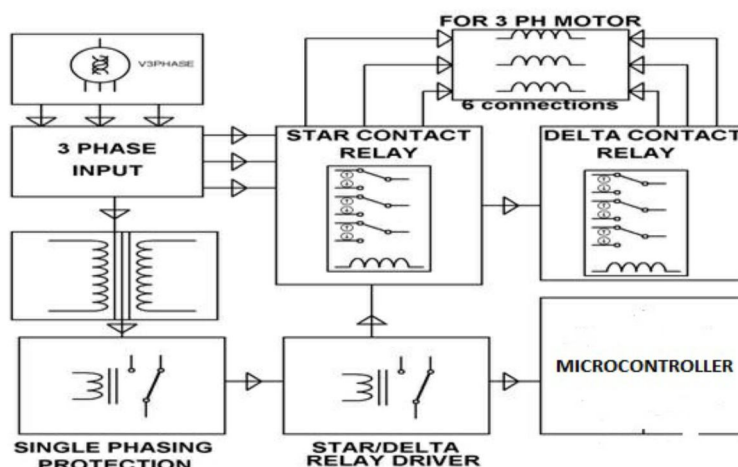 FOR 3 PH MOTOR
V3PHASE
6 connections
3 PHASE
INPUT
STAR CONTACT
RELAY
DELTA CONTACT
RELAY
MICROCONTROLLER
SINGLE PHASING
PROTECTION
STAR/DELTA
RELAY DRIVER